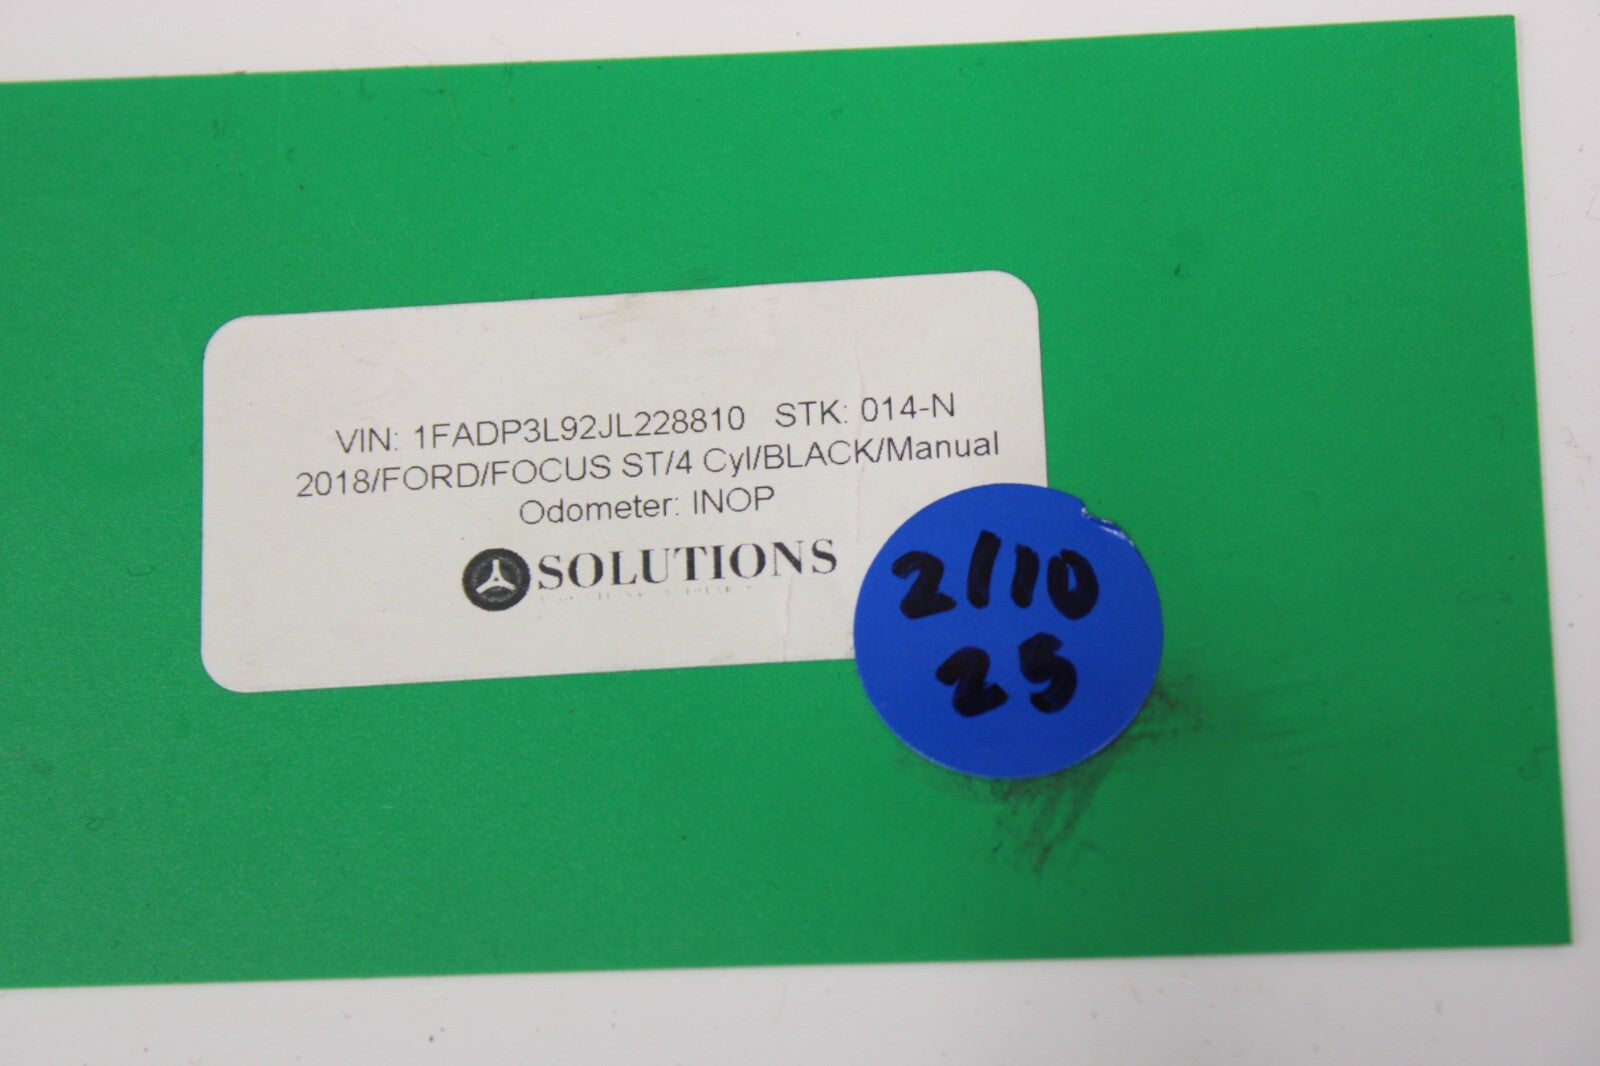 VIN: 1FADP3L92JL228810 STK: 014-N
2018/FORD/FOCUS ST/4 Cyl/BLACK/Manual
Odometer: INOP
SOLUTIONS
2/10
25